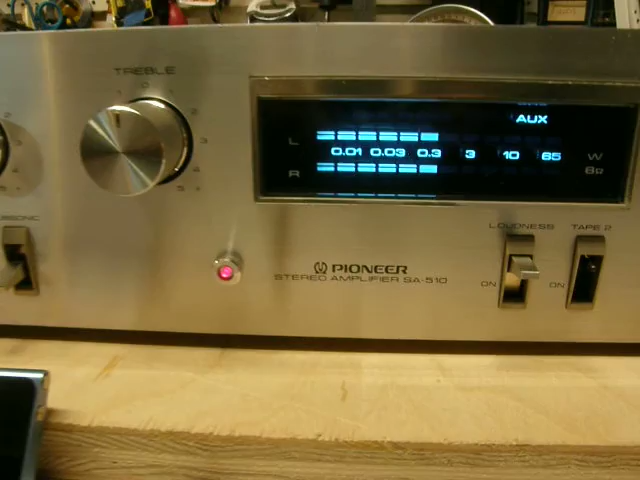 TREBLE
AUX
L
0.01 0.03 0.3 3 10 65 W
R 8Ω
LOUDNESS TAPE 2
PIONEER
STEREO AMPLIFIER SA-510
ON ON